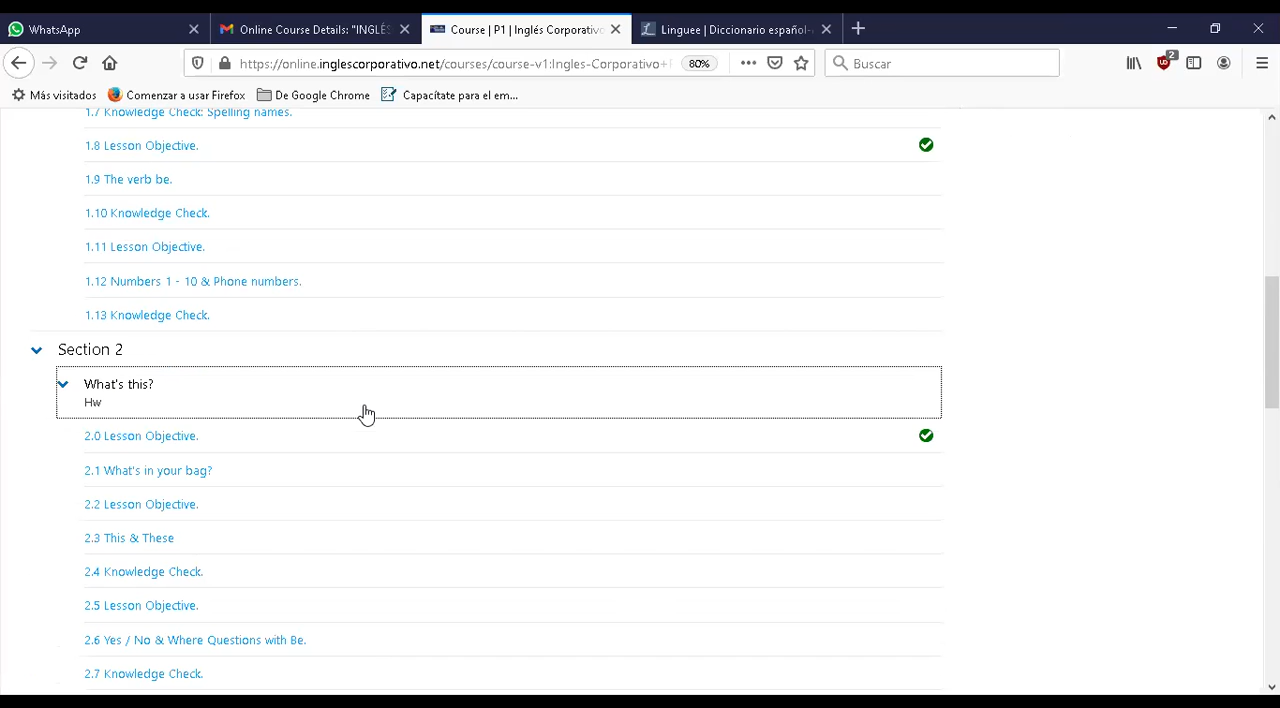 WhatsApp
Online Course Details: "INGLÉS
Course | P1 | Inglés Corporativo
Linguee | Diccionario español-
https://online.inglescorporativo.net/courses/course-v1:Ingles-Corporativo+
80%
Buscar
2
Más visitados
Comenzar a usar Firefox
De Google Chrome
Capacítate para el em...
1.7 Knowledge Check: Spelling names.
1.8 Lesson Objective.
1.9 The verb be.
1.10 Knowledge Check.
1.11 Lesson Objective.
1.12 Numbers 1 - 10 & Phone numbers.
1.13 Knowledge Check.
Section 2
What's this?
Hw
2.0 Lesson Objective.
2.1 What's in your bag?
2.2 Lesson Objective.
2.3 This & These
2.4 Knowledge Check.
2.5 Lesson Objective.
2.6 Yes / No & Where Questions with Be.
2.7 Knowledge Check.